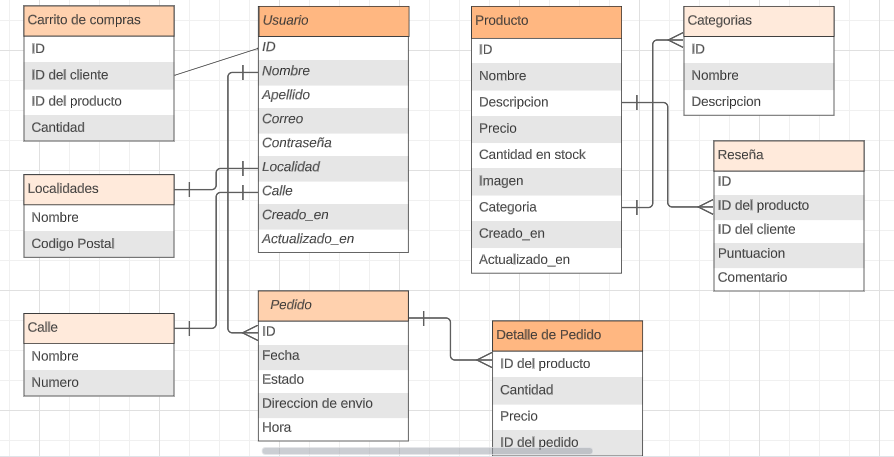 Carrito de compras
ID
ID del cliente
ID del producto
Cantidad
Usuario
ID
Nombre
Apellido
Correo
Contraseña
Localidad
Calle
Creado_en
Actualizado_en
Producto
ID
Nombre
Descripcion
Precio
Cantidad en stock
Imagen
Categoria
Creado_en
Actualizado_en
Categorias
ID
Nombre
Descripcion
Reseña
ID
ID del producto
ID del cliente
Puntuacion
Comentario
Localidades
Nombre
Codigo Postal
Calle
Nombre
Numero
Pedido
ID
Fecha
Estado
Direccion de envio
Hora
Detalle de Pedido
ID del producto
Cantidad
Precio
ID del pedido